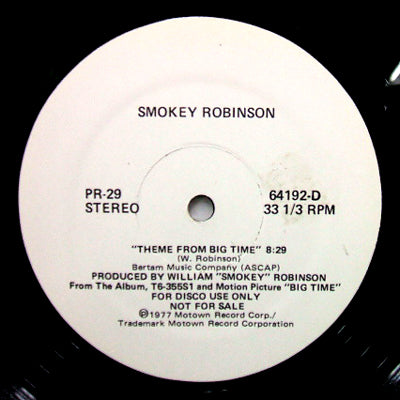 SMOKEY ROBINSON
PR-29 64192-D
STEREO 33 1/3 RPM
"THEME FROM BIG TIME" 8:29
(W. Robinson)
Bertam Music Company (ASCAP)
PRODUCED BY WILLIAM "SMOKEY" ROBINSON
From The Album, T6-355S1 and Motion Picture "BIG TIME"
FOR DISCO USE ONLY
NOT FOR SALE
℗1977 Motown Record Corp./
Trademark Motown Record Corporation